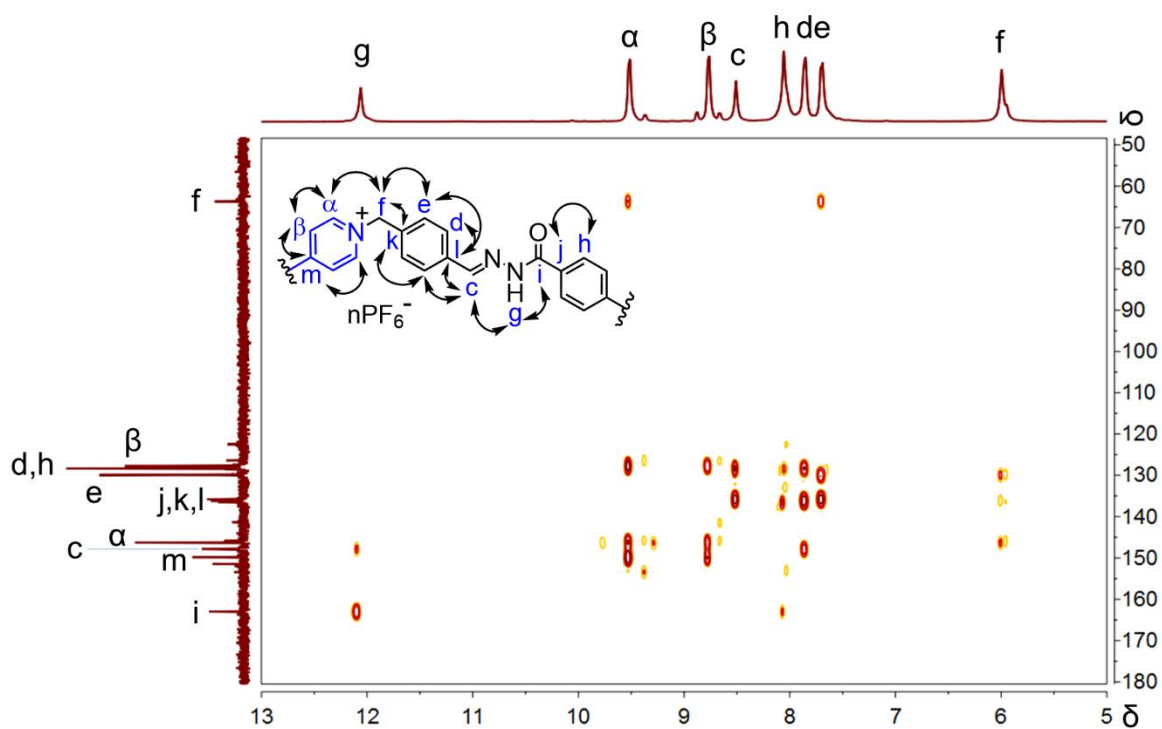 g α β c h de f
δ
50
60
70
80
90
100
110
120
130
140
150
160
170
180
f
β
d,h
e
j,k,l
α
c
m
i
α f e
β + d O
N k l j h
m N N i
c H
g
nPF6-
13 12 11 10 9 8 7 6 5 δ